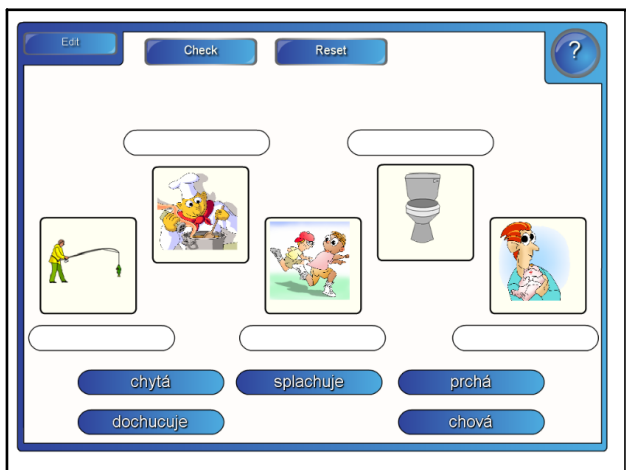 Edit
Check
Reset
?
chytá
splachuje
prchá
dochucuje
chová